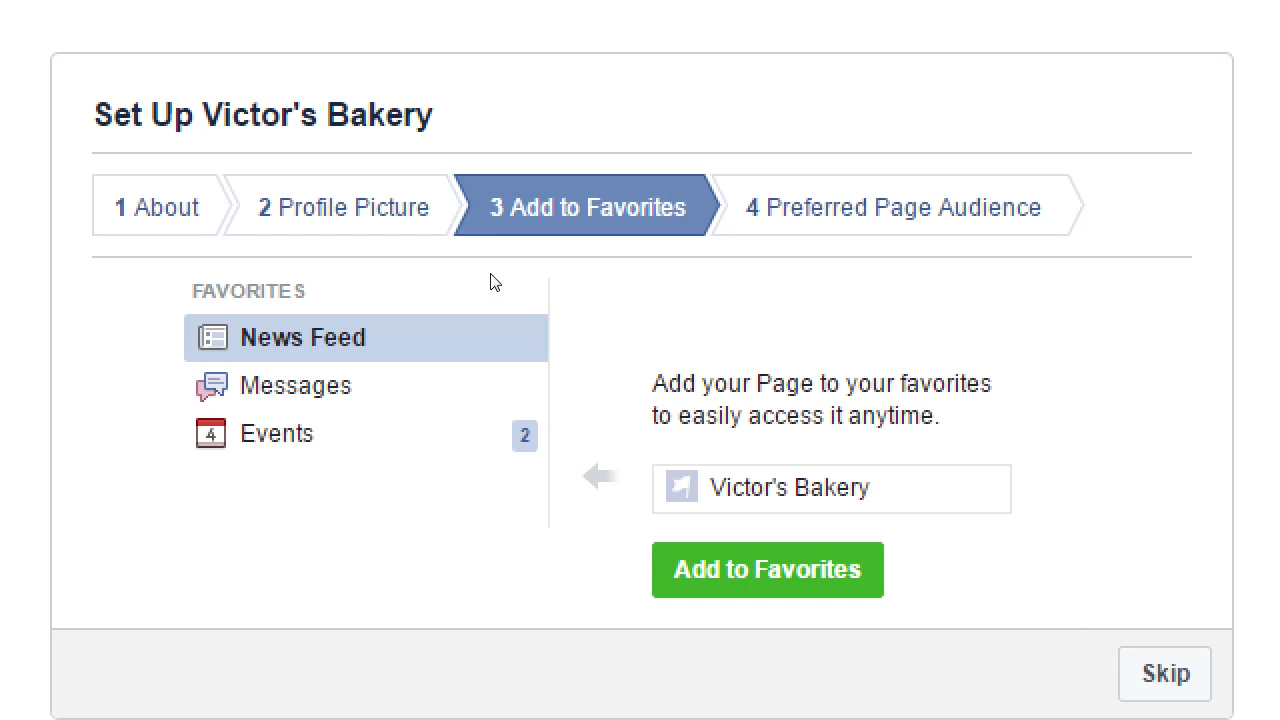 Set Up Victor's Bakery
1 About
2 Profile Picture
3 Add to Favorites
4 Preferred Page Audience
FAVORITES
News Feed
Messages
4
Events
2
Add your Page to your favorites
to easily access it anytime.
Victor's Bakery
Add to Favorites
Skip